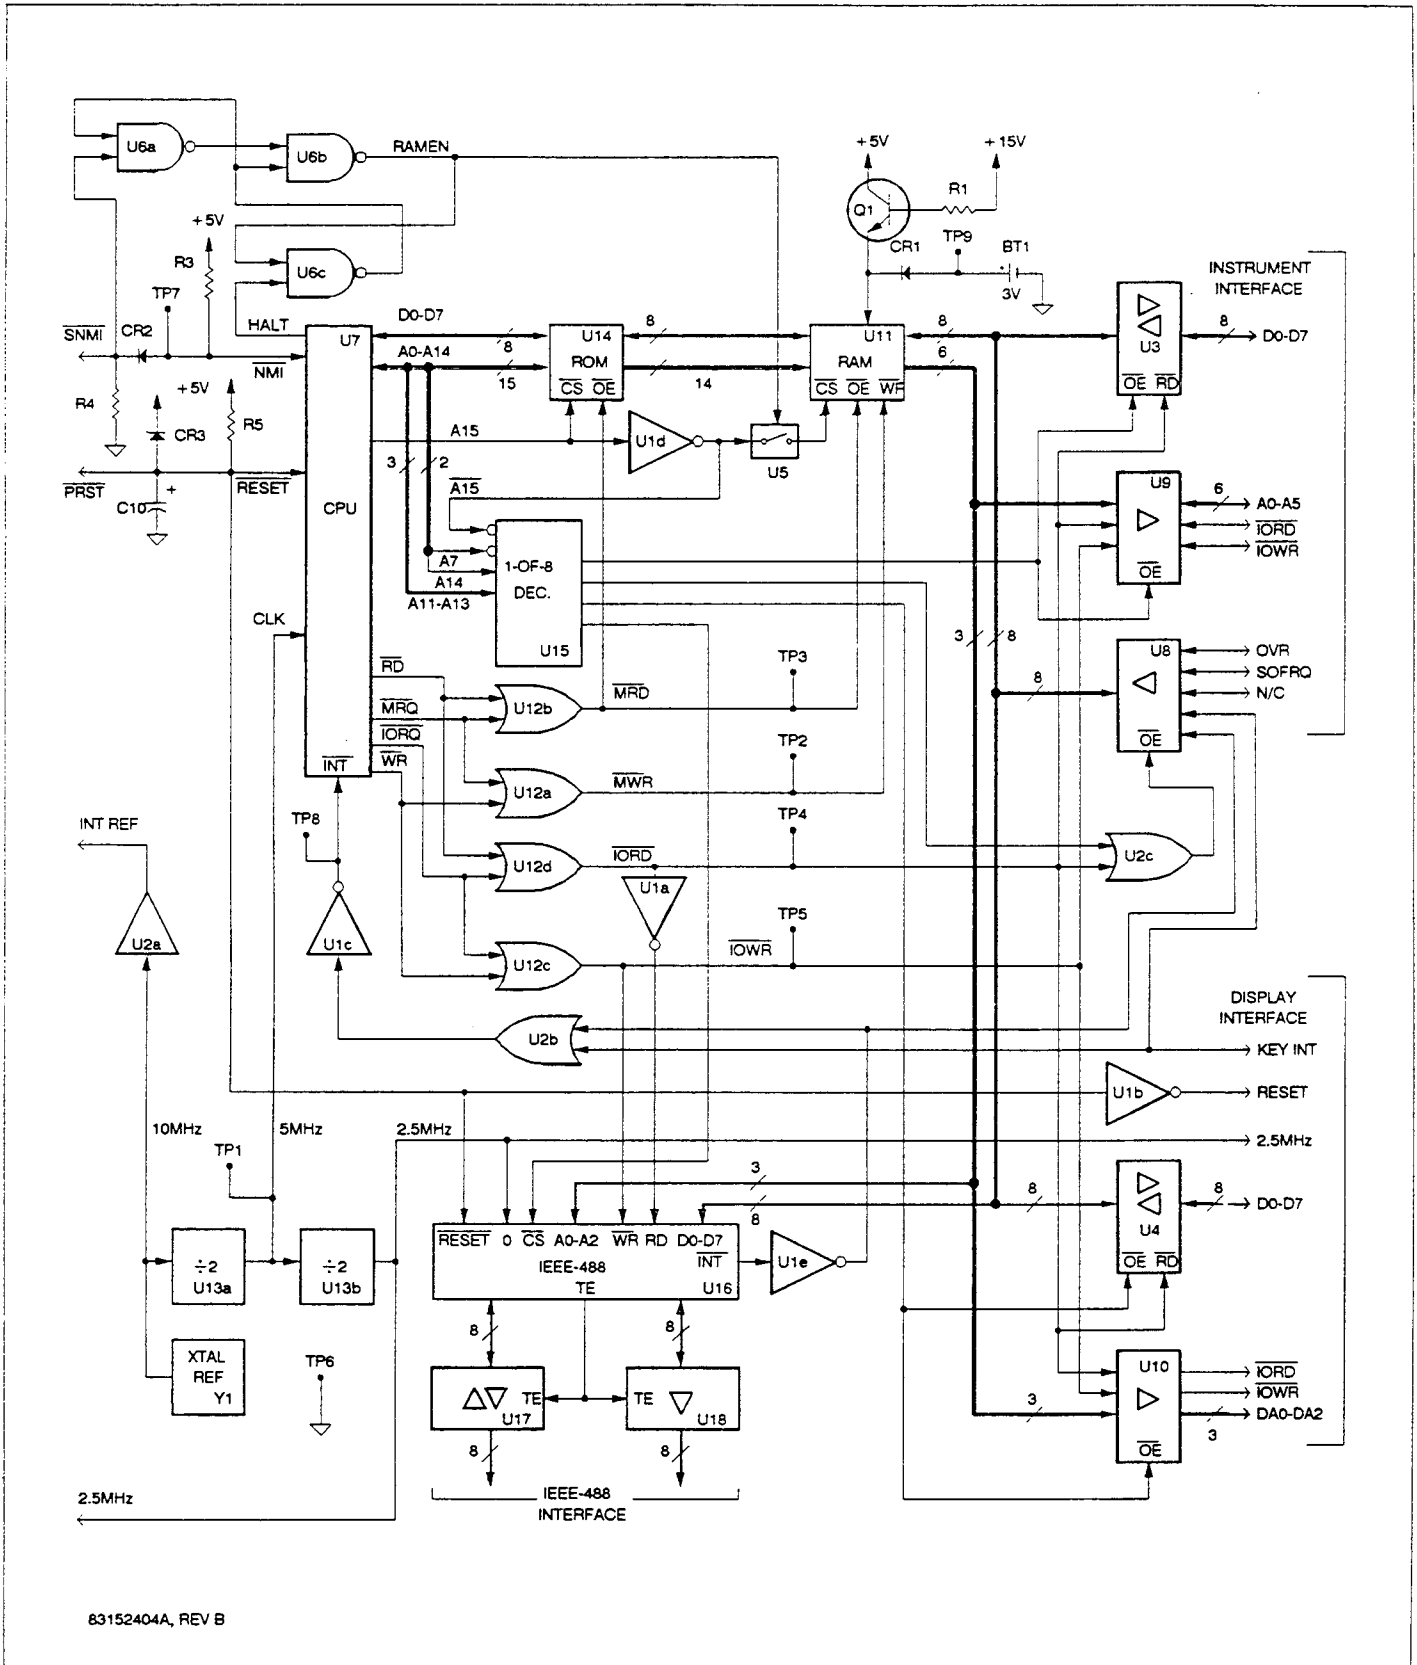 U6a
U6b
RAMEN
+5V
+15V
R1
Q1
+5V
R3
U6c
CR1
TP9
BT1
3V
INSTRUMENT
INTERFACE
TP7
HALT
U7
D0-D7
8
U14
ROM
8
U11
RAM
8
6
U3
8
D0-D7
SNMI
CR2
NMI
A0-A14
15
14
CS OE
CS OE WR
OE RD
+5V
R4
CR3
R5
A15
U1d
U5
3
2
PRST
C10
+
RESET
CPU
A15
U9
6
A0-A5
IORD
IOWR
OE
A7
A14
A11-A13
1-OF-8
DEC.
U15
CLK
3
8
U8
OVR
SOFRQ
N/C
8
OE
RD
MRQ
IORQ
WR
U12b
MRD
TP3
INT
U12a
MWR
TP2
INT REF
TP8
U12d
IORD
TP4
U2c
U1a
U2a
U1c
U12c
IOWR
TP5
DISPLAY
INTERFACE
U2b
KEY INT
U1b
RESET
10MHz
5MHz
2.5MHz
2.5MHz
TP1
3
8
8
U4
8
D0-D7
OE RD
÷2
U13a
÷2
U13b
RESET 0 CS A0-A2 WR RD D0-D7
INT
IEEE-488
U16
TE
U1e
8
8
XTAL
REF
Y1
TP6
TE
U17
TE
U18
3
U10
IORD
IOWR
DA0-DA2
3
OE
8
8
2.5MHz
IEEE-488
INTERFACE
83152404A, REV B